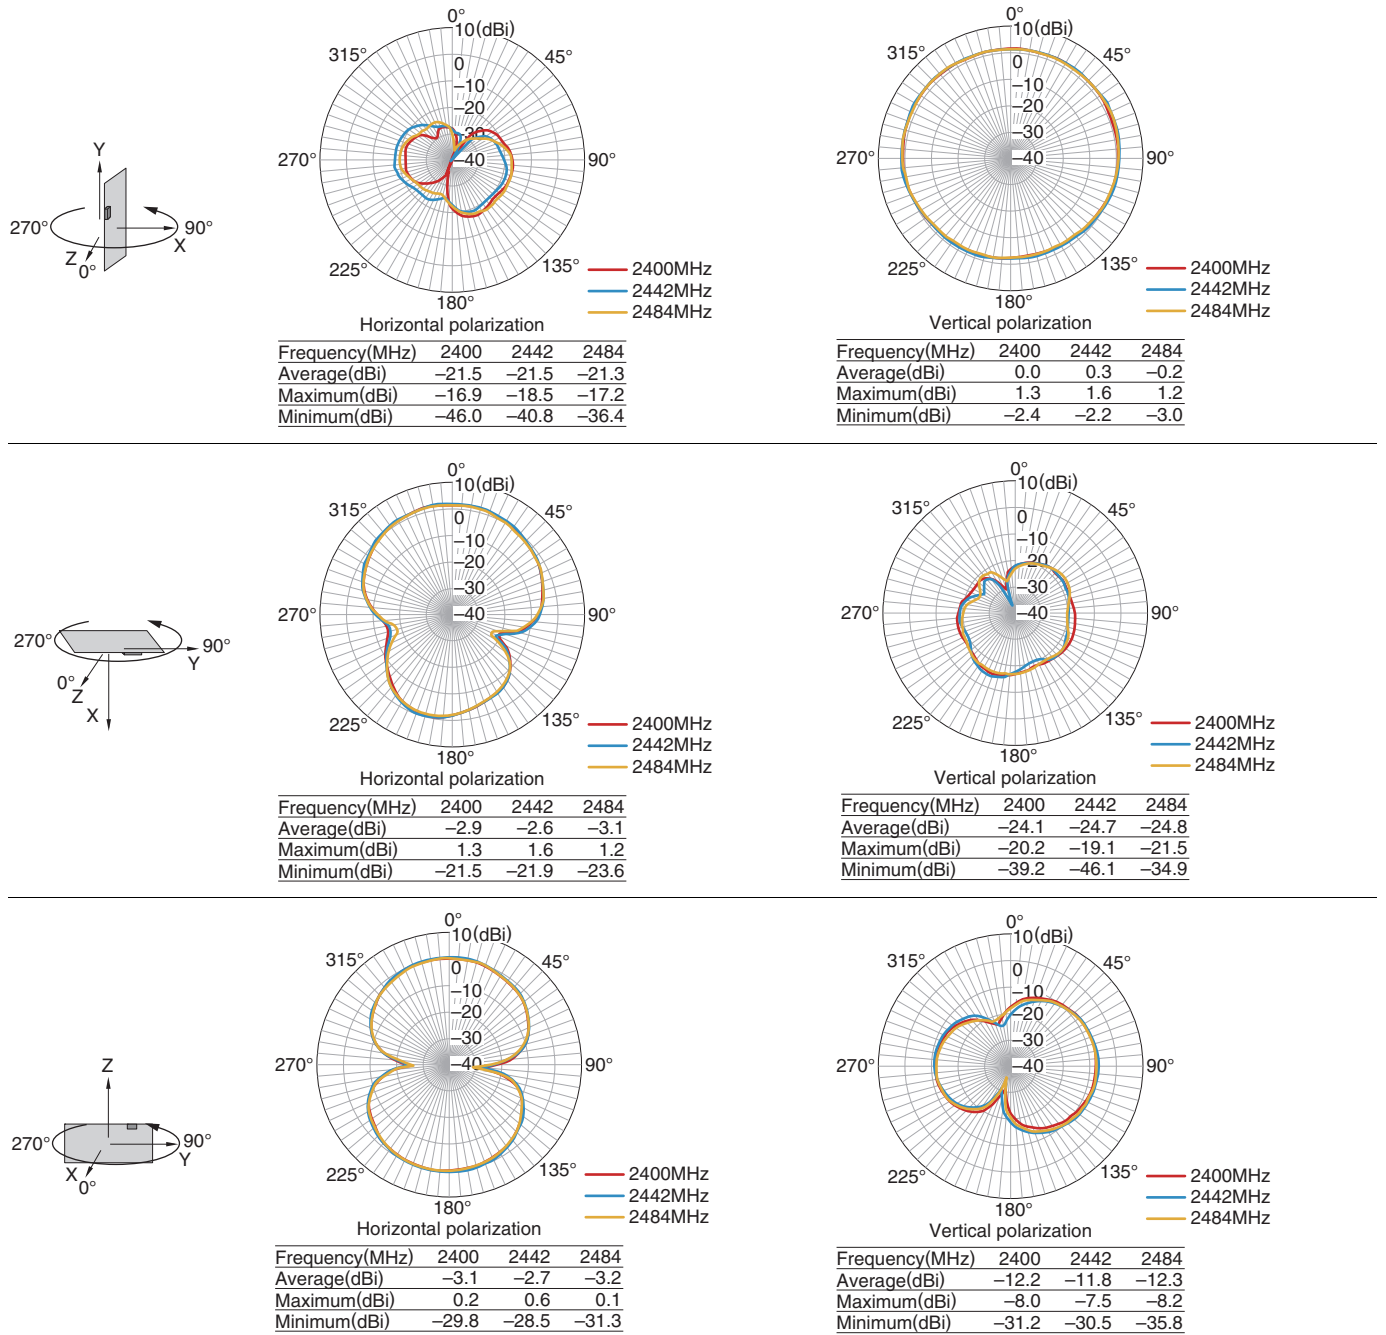 0°
10(dBi)
315° 45°
0
–10
–20
–30
270° –40 90°
225° 135°
180°
Horizontal polarization
2400MHz
2442MHz
2484MHz
Frequency(MHz) 2400 2442 2484
Average(dBi) –21.5 –21.5 –21.3
Maximum(dBi) –16.9 –18.5 –17.2
Minimum(dBi) –46.0 –40.8 –36.4
0°
10(dBi)
315° 45°
0
–10
–20
–30
270° –40 90°
225° 135°
180°
Vertical polarization
2400MHz
2442MHz
2484MHz
Frequency(MHz) 2400 2442 2484
Average(dBi) 0.0 0.3 –0.2
Maximum(dBi) 1.3 1.6 1.2
Minimum(dBi) –2.4 –2.2 –3.0
Y
270° 90°
X
Z
0°
0°
10(dBi)
315° 45°
0
–10
–20
–30
270° –40 90°
225° 135°
180°
Horizontal polarization
2400MHz
2442MHz
2484MHz
Frequency(MHz) 2400 2442 2484
Average(dBi) –2.9 –2.6 –3.1
Maximum(dBi) 1.3 1.6 1.2
Minimum(dBi) –21.5 –21.9 –23.6
0°
10(dBi)
315° 45°
0
–10
–20
–30
270° –40 90°
225° 135°
180°
Vertical polarization
2400MHz
2442MHz
2484MHz
Frequency(MHz) 2400 2442 2484
Average(dBi) –24.1 –24.7 –24.8
Maximum(dBi) –20.2 –19.1 –21.5
Minimum(dBi) –39.2 –46.1 –34.9
270° 90°
Y
0°
Z
X
0°
10(dBi)
315° 45°
0
–10
–20
–30
270° –40 90°
225° 135°
180°
Horizontal polarization
2400MHz
2442MHz
2484MHz
Frequency(MHz) 2400 2442 2484
Average(dBi) –3.1 –2.7 –3.2
Maximum(dBi) 0.2 0.6 0.1
Minimum(dBi) –29.8 –28.5 –31.3
0°
10(dBi)
315° 45°
0
–10
–20
–30
270° –40 90°
225° 135°
180°
Vertical polarization
2400MHz
2442MHz
2484MHz
Frequency(MHz) 2400 2442 2484
Average(dBi) –12.2 –11.8 –12.3
Maximum(dBi) –8.0 –7.5 –8.2
Minimum(dBi) –31.2 –30.5 –35.8
Z
270° 90°
Y
X
0°